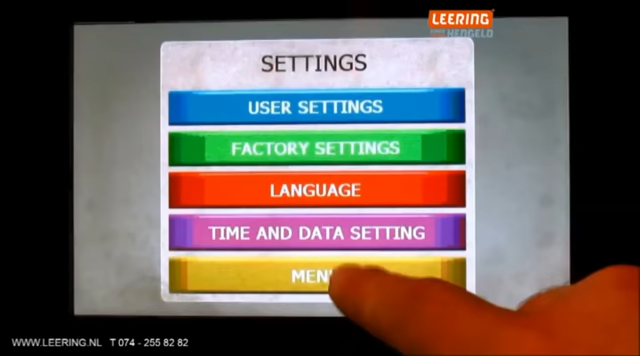 LEERING
HENGELO
SETTINGS
USER SETTINGS
FACTORY SETTINGS
LANGUAGE
TIME AND DATA SETTING
MEN
WWW.LEERING.NL T 074 - 255 82 82